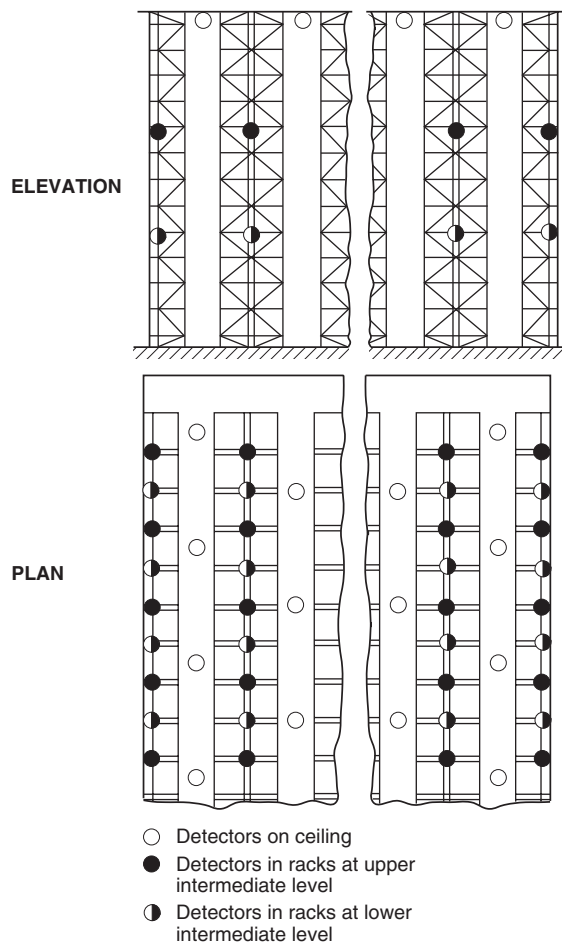 ELEVATION
PLAN
Detectors on ceiling
Detectors in racks at upper
intermediate level
Detectors in racks at lower
intermediate level